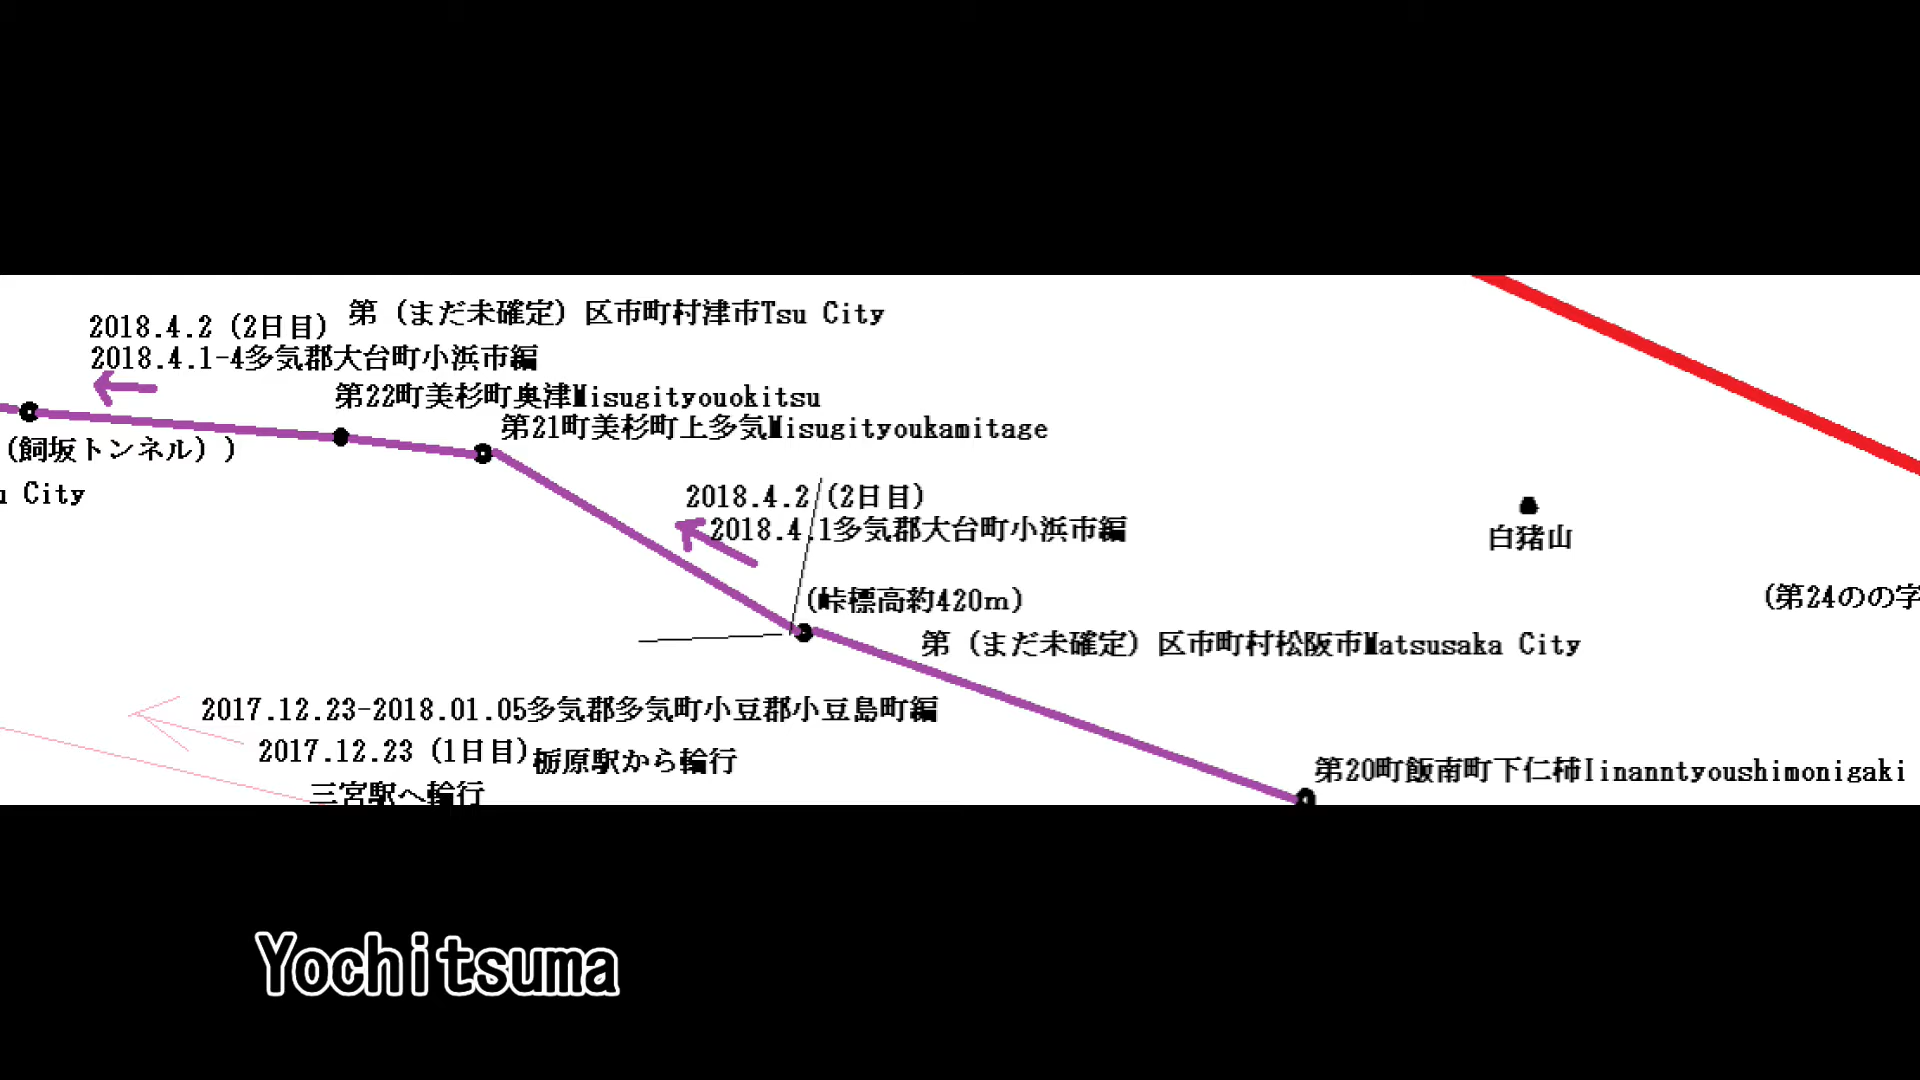 2018.4.2 (2日目)
第 (まだ未確定) 区市町村津市Tsu City
2018.4.1-4多気郡大台町小浜市編
第22町美杉町奥津Misugityouokitsu
第21町美杉町上多気Misugityoukamitage
(飼坂トンネル) )
City
2018.4.2 (2日目)
2018.4.1多気郡大台町小浜市編
白猪山
(峠標高約420m)
(第24のの字
第 (まだ未確定) 区市町村松阪市Matsusaka City
2017.12.23-2018.01.05多気郡多気町小豆郡小豆島町編
2017.12.23 (1日目) 栃原駅から輪行
三宮駅へ輪行
第20町飯南町下仁柿Iinanntyoushimonigaki
Yochitsuma